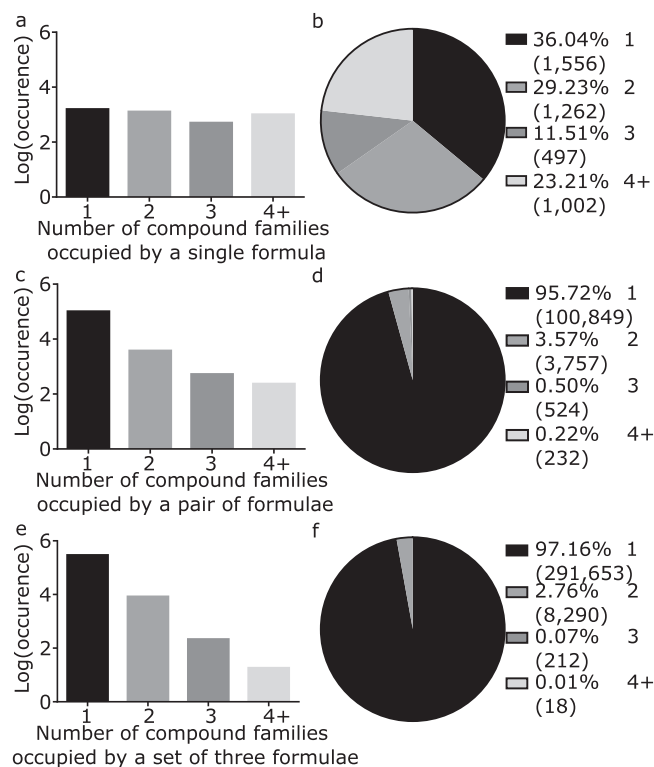 a
6
4
2
0
Log(occurence)
1 2 3 4+
Number of compound families
occupied by a single formula
b
36.04% 1
(1,556)
29.23% 2
(1,262)
11.51% 3
(497)
23.21% 4+
(1,002)
c
6
4
2
0
Log(occurence)
1 2 3 4+
Number of compound families
occupied by a pair of formulae
d
95.72% 1
(100,849)
3.57% 2
(3,757)
0.50% 3
(524)
0.22% 4+
(232)
e
6
4
2
0
Log(occurence)
1 2 3 4+
Number of compound families
occupied by a set of three formulae
f
97.16% 1
(291,653)
2.76% 2
(8,290)
0.07% 3
(212)
0.01% 4+
(18)